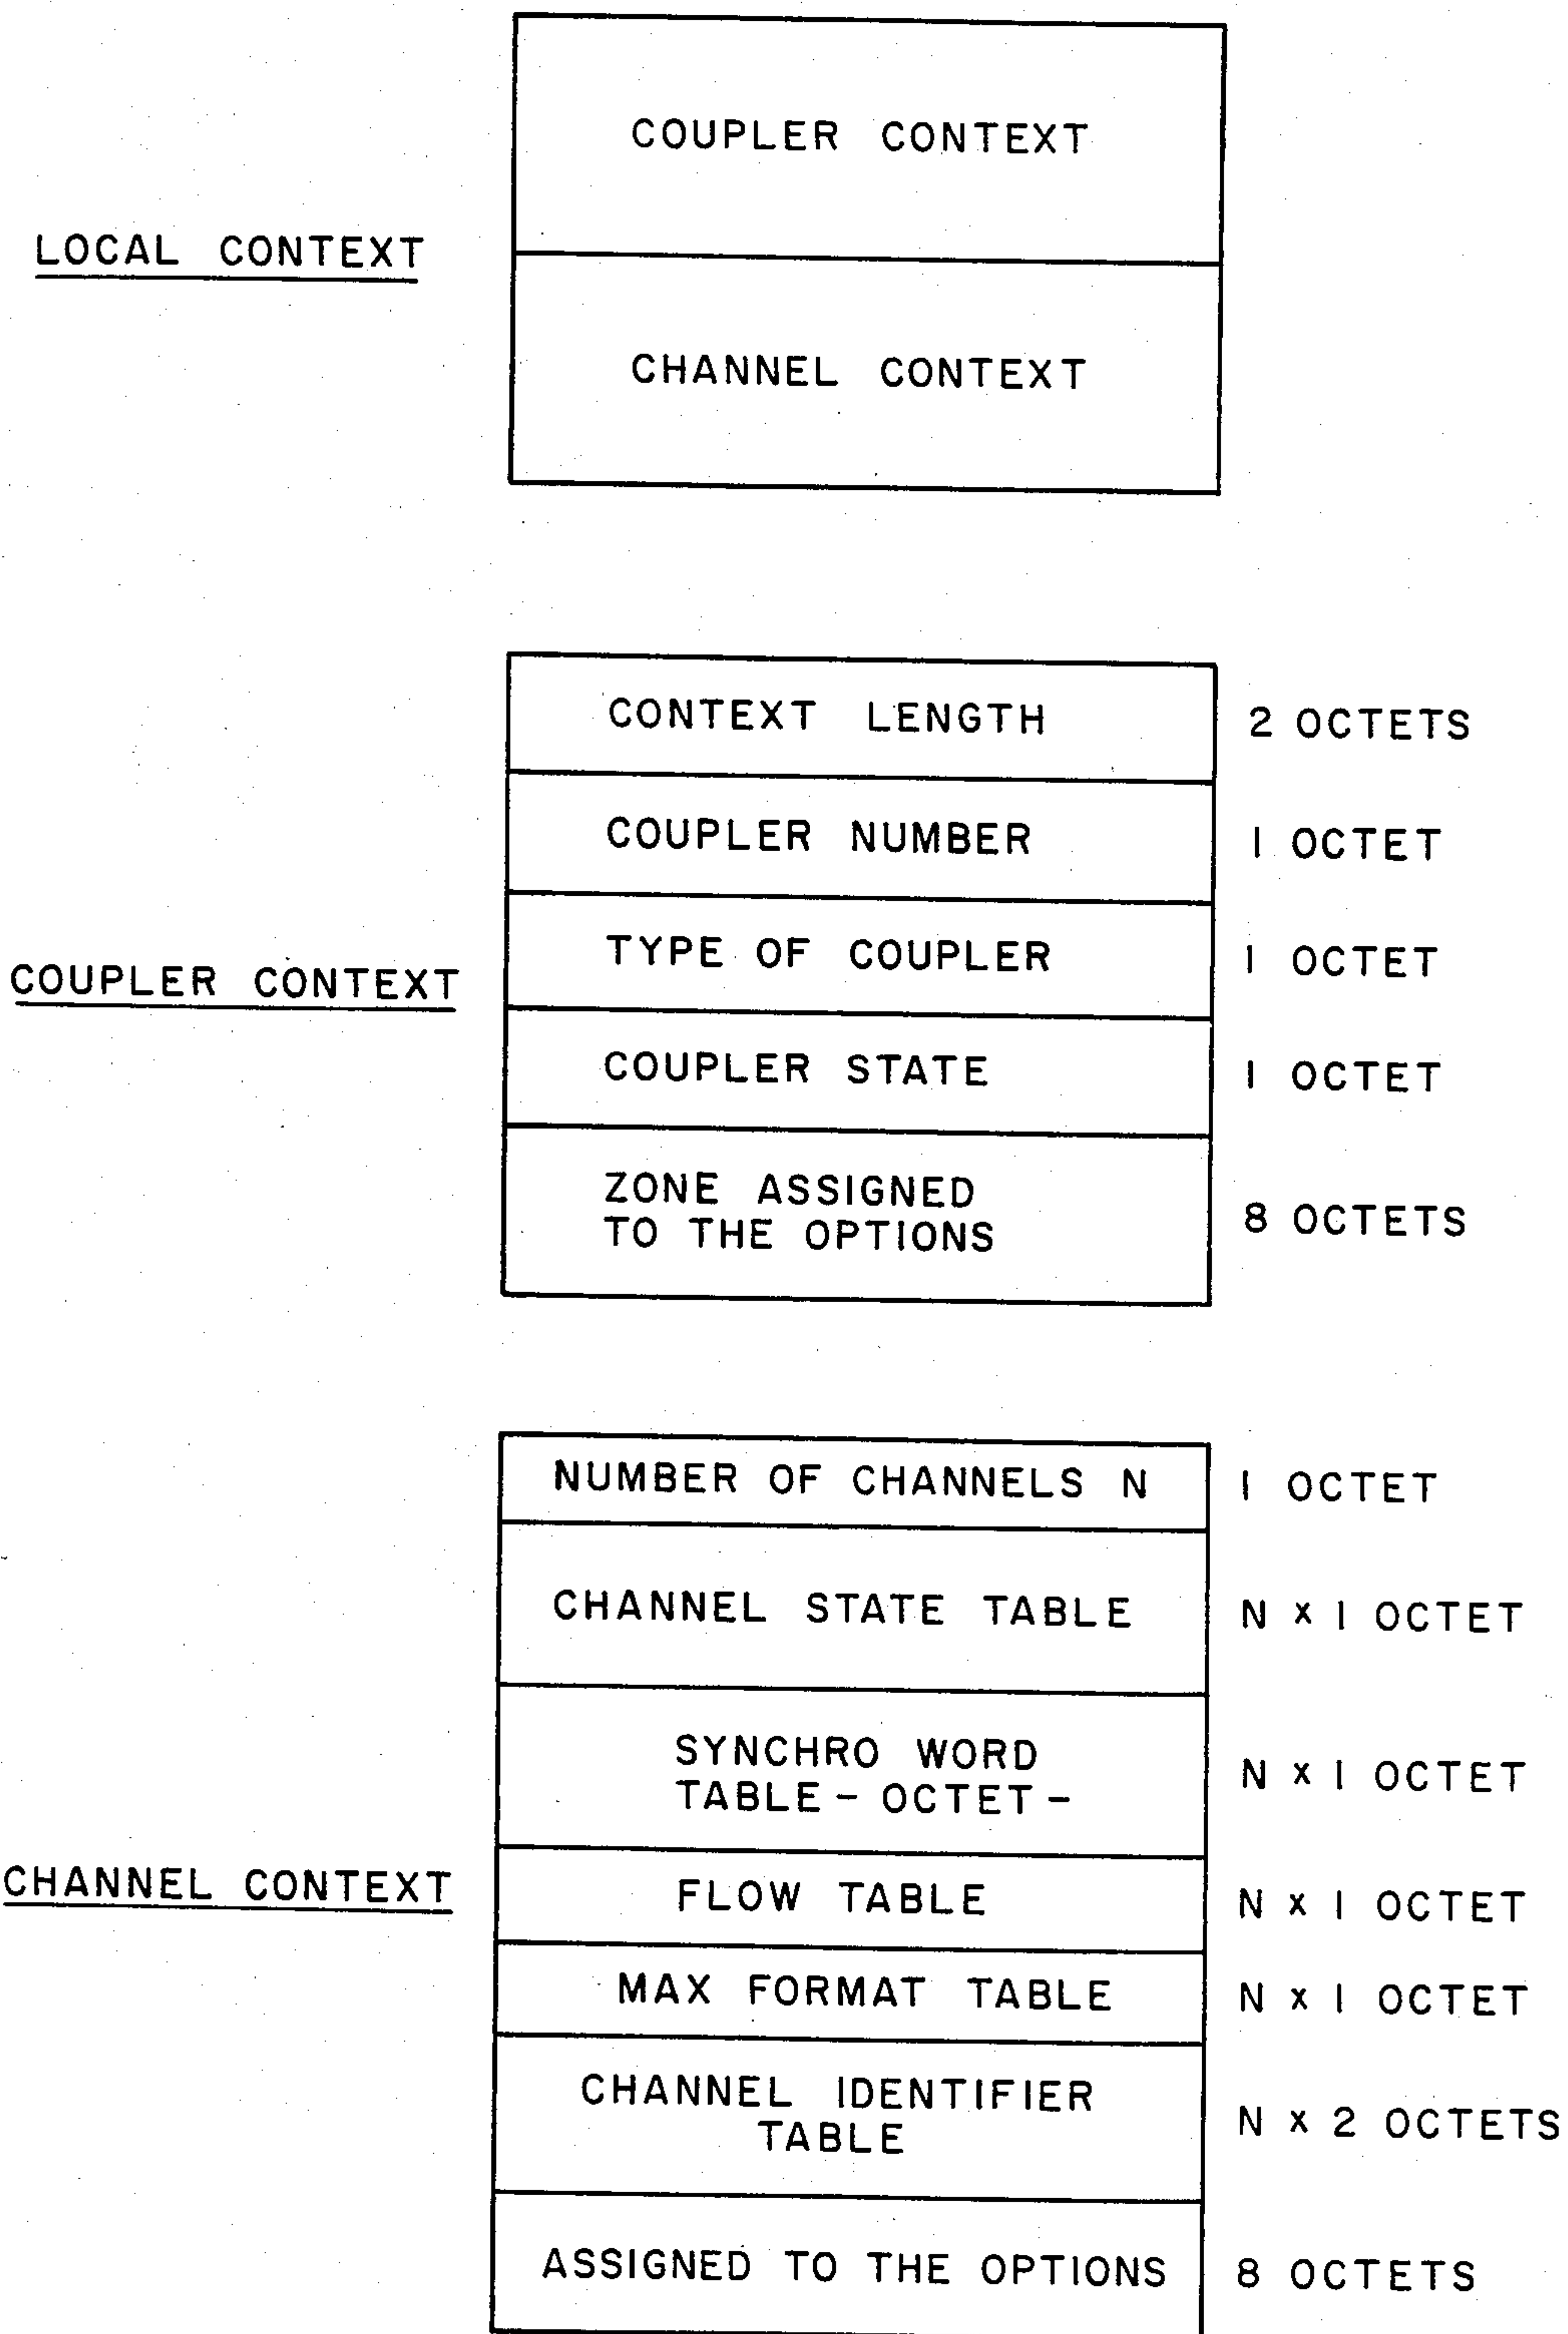 COUPLER CONTEXT
LOCAL CONTEXT
CHANNEL CONTEXT
CONTEXT LENGTH 2 OCTETS
COUPLER NUMBER 1 OCTET
TYPE OF COUPLER 1 OCTET
COUPLER CONTEXT
COUPLER STATE 1 OCTET
ZONE ASSIGNED
TO THE OPTIONS
8 OCTETS
NUMBER OF CHANNELS N 1 OCTET
CHANNEL STATE TABLE N x 1 OCTET
SYNCHRO WORD
TABLE - OCTET -
N x 1 OCTET
CHANNEL CONTEXT
FLOW TABLE N x 1 OCTET
MAX FORMAT TABLE N x 1 OCTET
CHANNEL IDENTIFIER
TABLE
N x 2 OCTETS
ASSIGNED TO THE OPTIONS 8 OCTETS